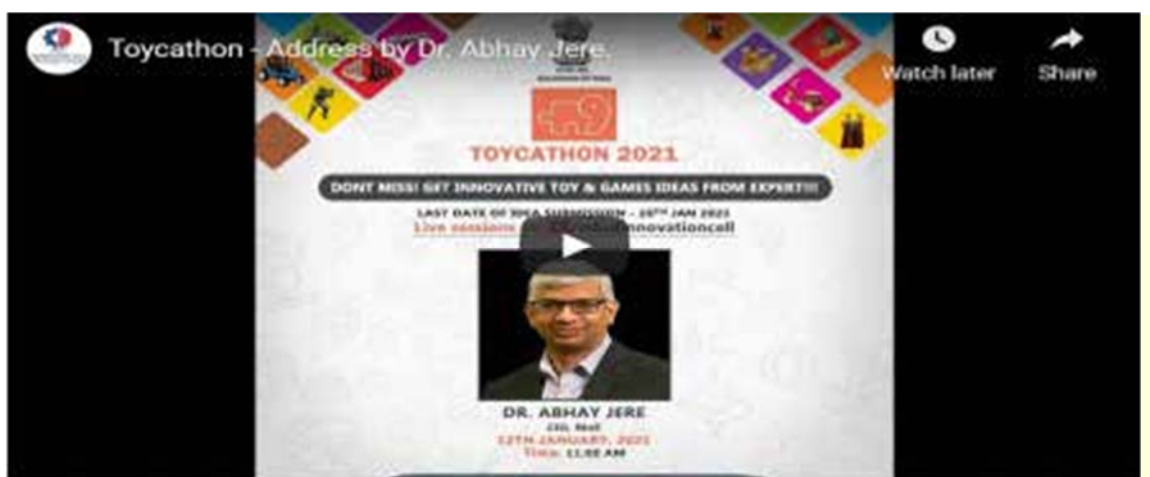 Toycathon - Address by Dr. Abhay Jere.
Watch later
Share
TOYCATHON 2021
DONT MISS! GET INNOVATIVE TOY & GAMES IDEAS FROM EXPERT!!!
LAST DATE OF IDEA SUBMISSION - 20TH JAN 2021
Live sessions
DR. ABHAY JERE
12TH JANUARY, 2021
Time: 11:00 AM